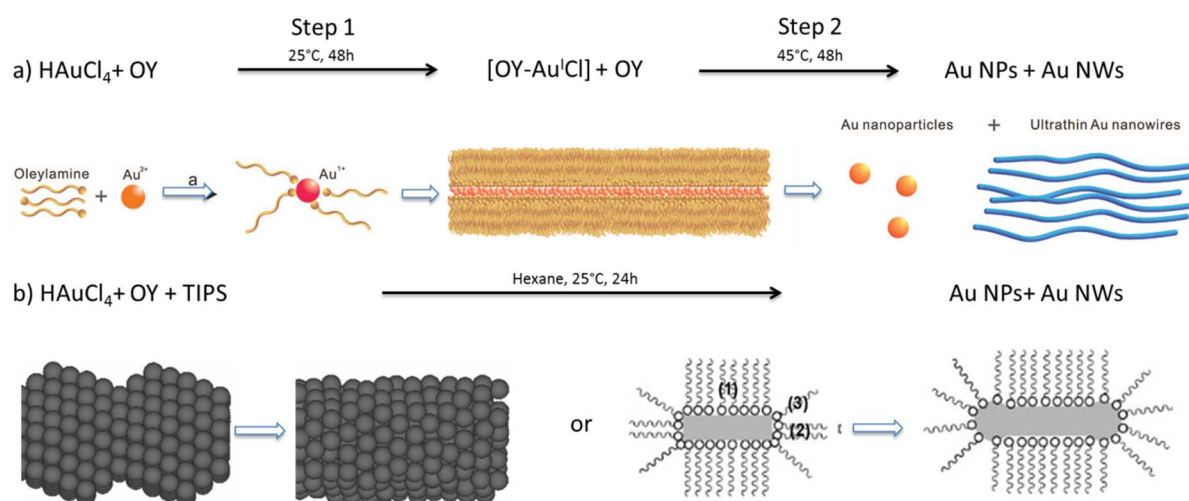 Step 1
Step 2
25°C, 48h
45°C, 48h
a) HAuCl₄+ OY
[OY-AuᴵCl] + OY
Au NPs + Au NWs
Au nanoparticles + Ultrathin Au nanowires
Oleylamine
Au³⁺
a
Au¹⁺
+
Hexane, 25°C, 24h
b) HAuCl₄+ OY + TIPS
Au NPs+ Au NWs
or
(1)
(3)
(2)